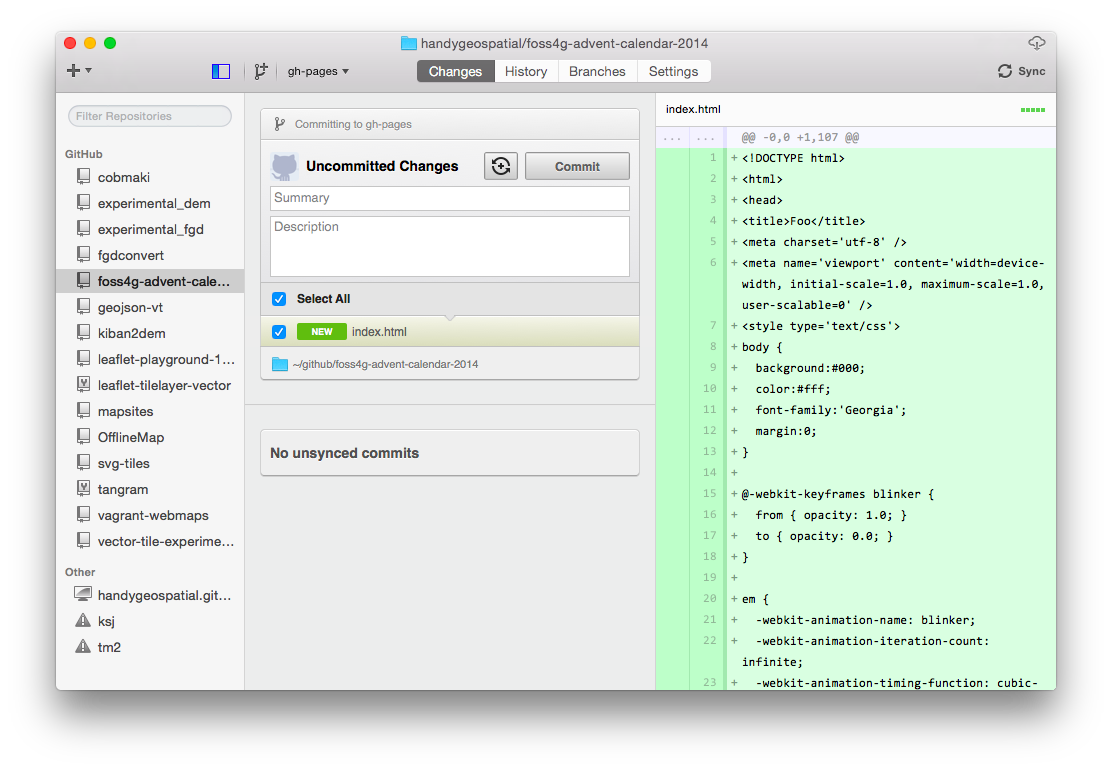 handygeospatial/foss4g-advent-calendar-2014
gh-pages
Changes
History
Branches
Settings
Sync
Filter Repositories
GitHub
cobmaki
experimental_dem
experimental_fgd
fgdconvert
foss4g-advent-cale...
geojson-vt
kiban2dem
leaflet-playground-1...
leaflet-tilelayer-vector
mapsites
OfflineMap
svg-tiles
tangram
vagrant-webmaps
vector-tile-experime...
Other
handygeospatial.git...
ksj
tm2
Committing to gh-pages
Uncommitted Changes
Commit
Summary
Description
Select All
NEW index.html
~/github/foss4g-advent-calendar-2014
No unsynced commits
index.html
... ... @@ -0,0 +1,107 @@
1 + <!DOCTYPE html>
2 + <html>
3 + <head>
4 + <title>Foo</title>
5 + <meta charset='utf-8' />
6 + <meta name='viewport' content='width=device-
width, initial-scale=1.0, maximum-scale=1.0,
user-scalable=0' />
7 + <style type='text/css'>
8 + body {
9 +   background:#000;
10 +   color:#fff;
11 +   font-family:'Georgia';
12 +   margin:0;
13 + }
14 +
15 + @-webkit-keyframes blinker {
16 +   from { opacity: 1.0; }
17 +   to { opacity: 0.0; }
18 + }
19 +
20 + em {
21 +   -webkit-animation-name: blinker;
22 +   -webkit-animation-iteration-count:
infinite;
23 +   -webkit-animation-timing-function: cubic-